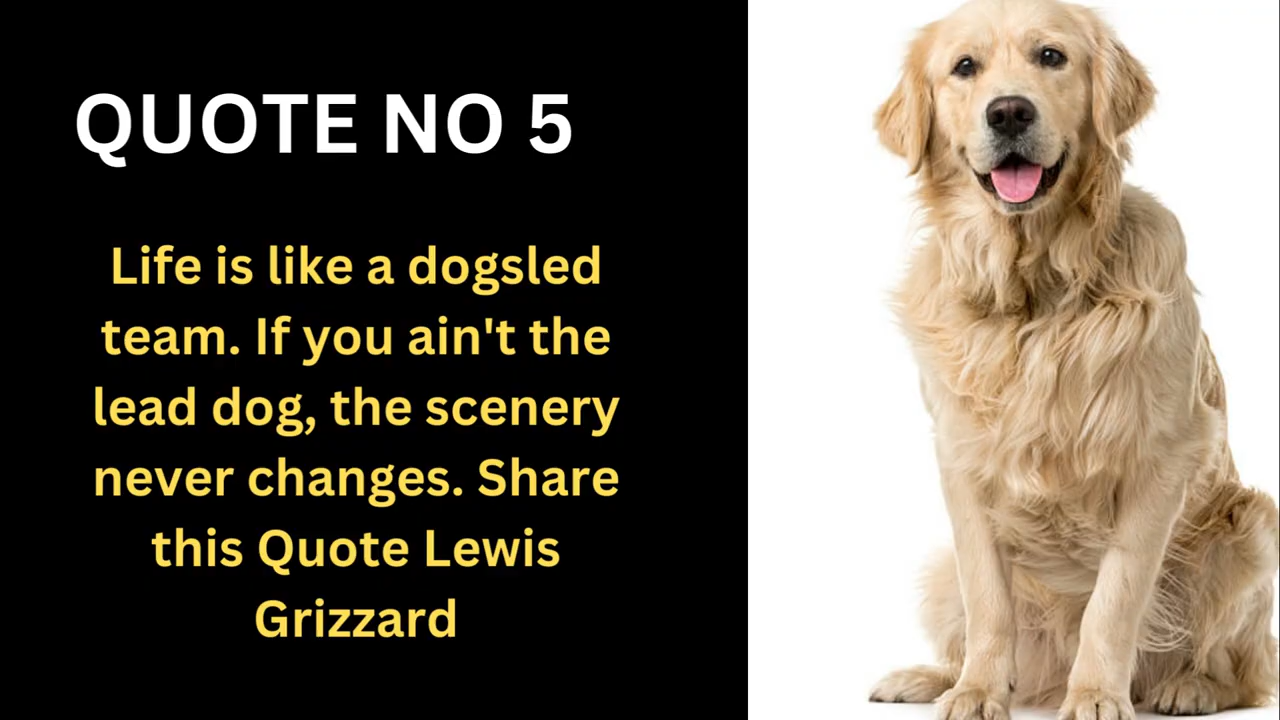 QUOTE NO 5
Life is like a dogsled
team. If you ain't the
lead dog, the scenery
never changes. Share
this Quote Lewis
Grizzard